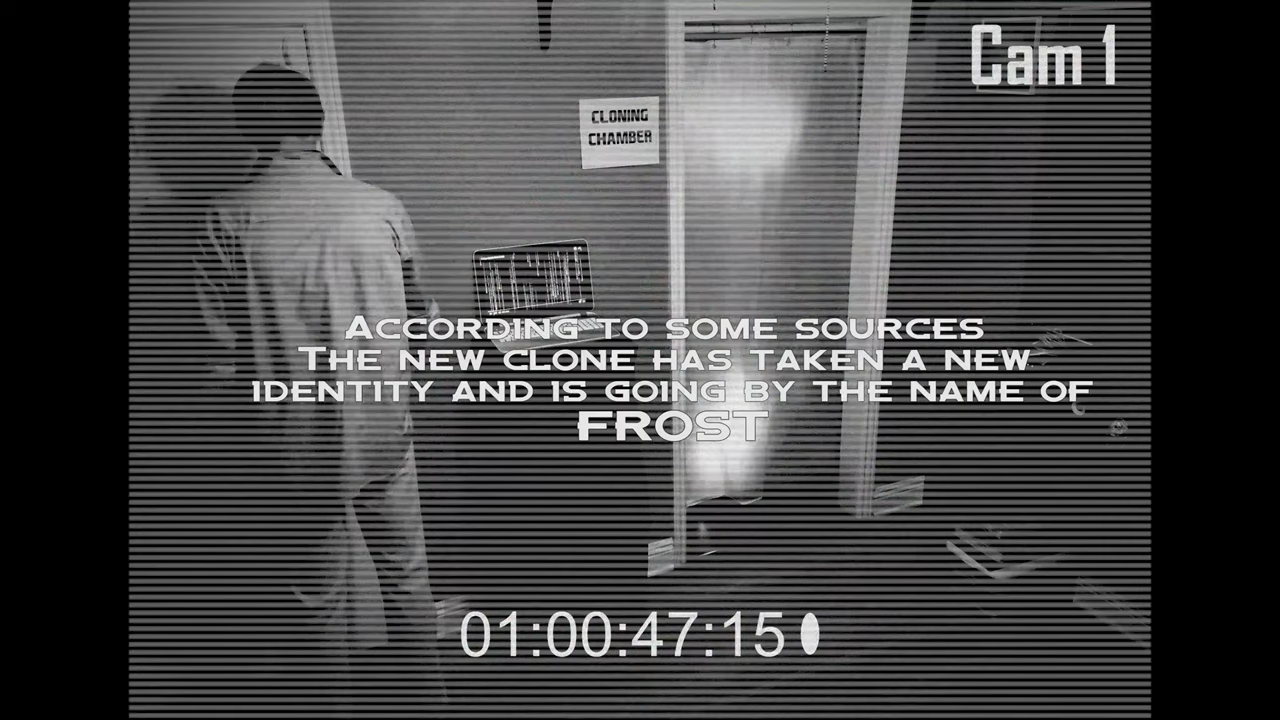 Cam 1
CLONING
CHAMBER
According to some sources
The new clone has taken a new
identity and is going by the name of
FROST
01:00:47:15